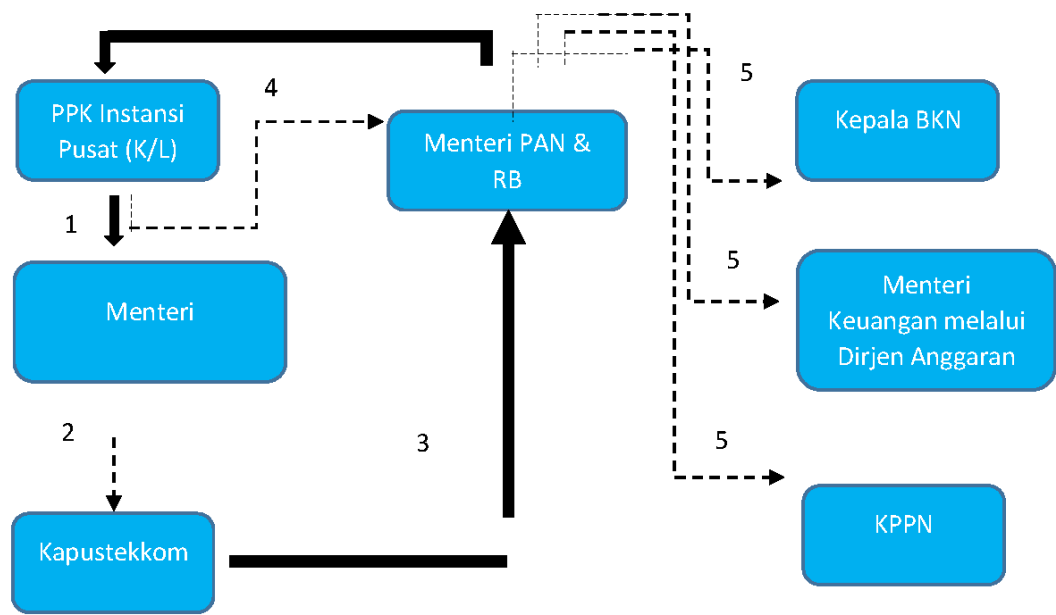 PPK Instansi
Pusat (K/L)
4
Menteri PAN &
RB
5
Kepala BKN
1
Menteri
5
Menteri
Keuangan melalui
Dirjen Anggaran
2
3
5
Kapustekkom
KPPN